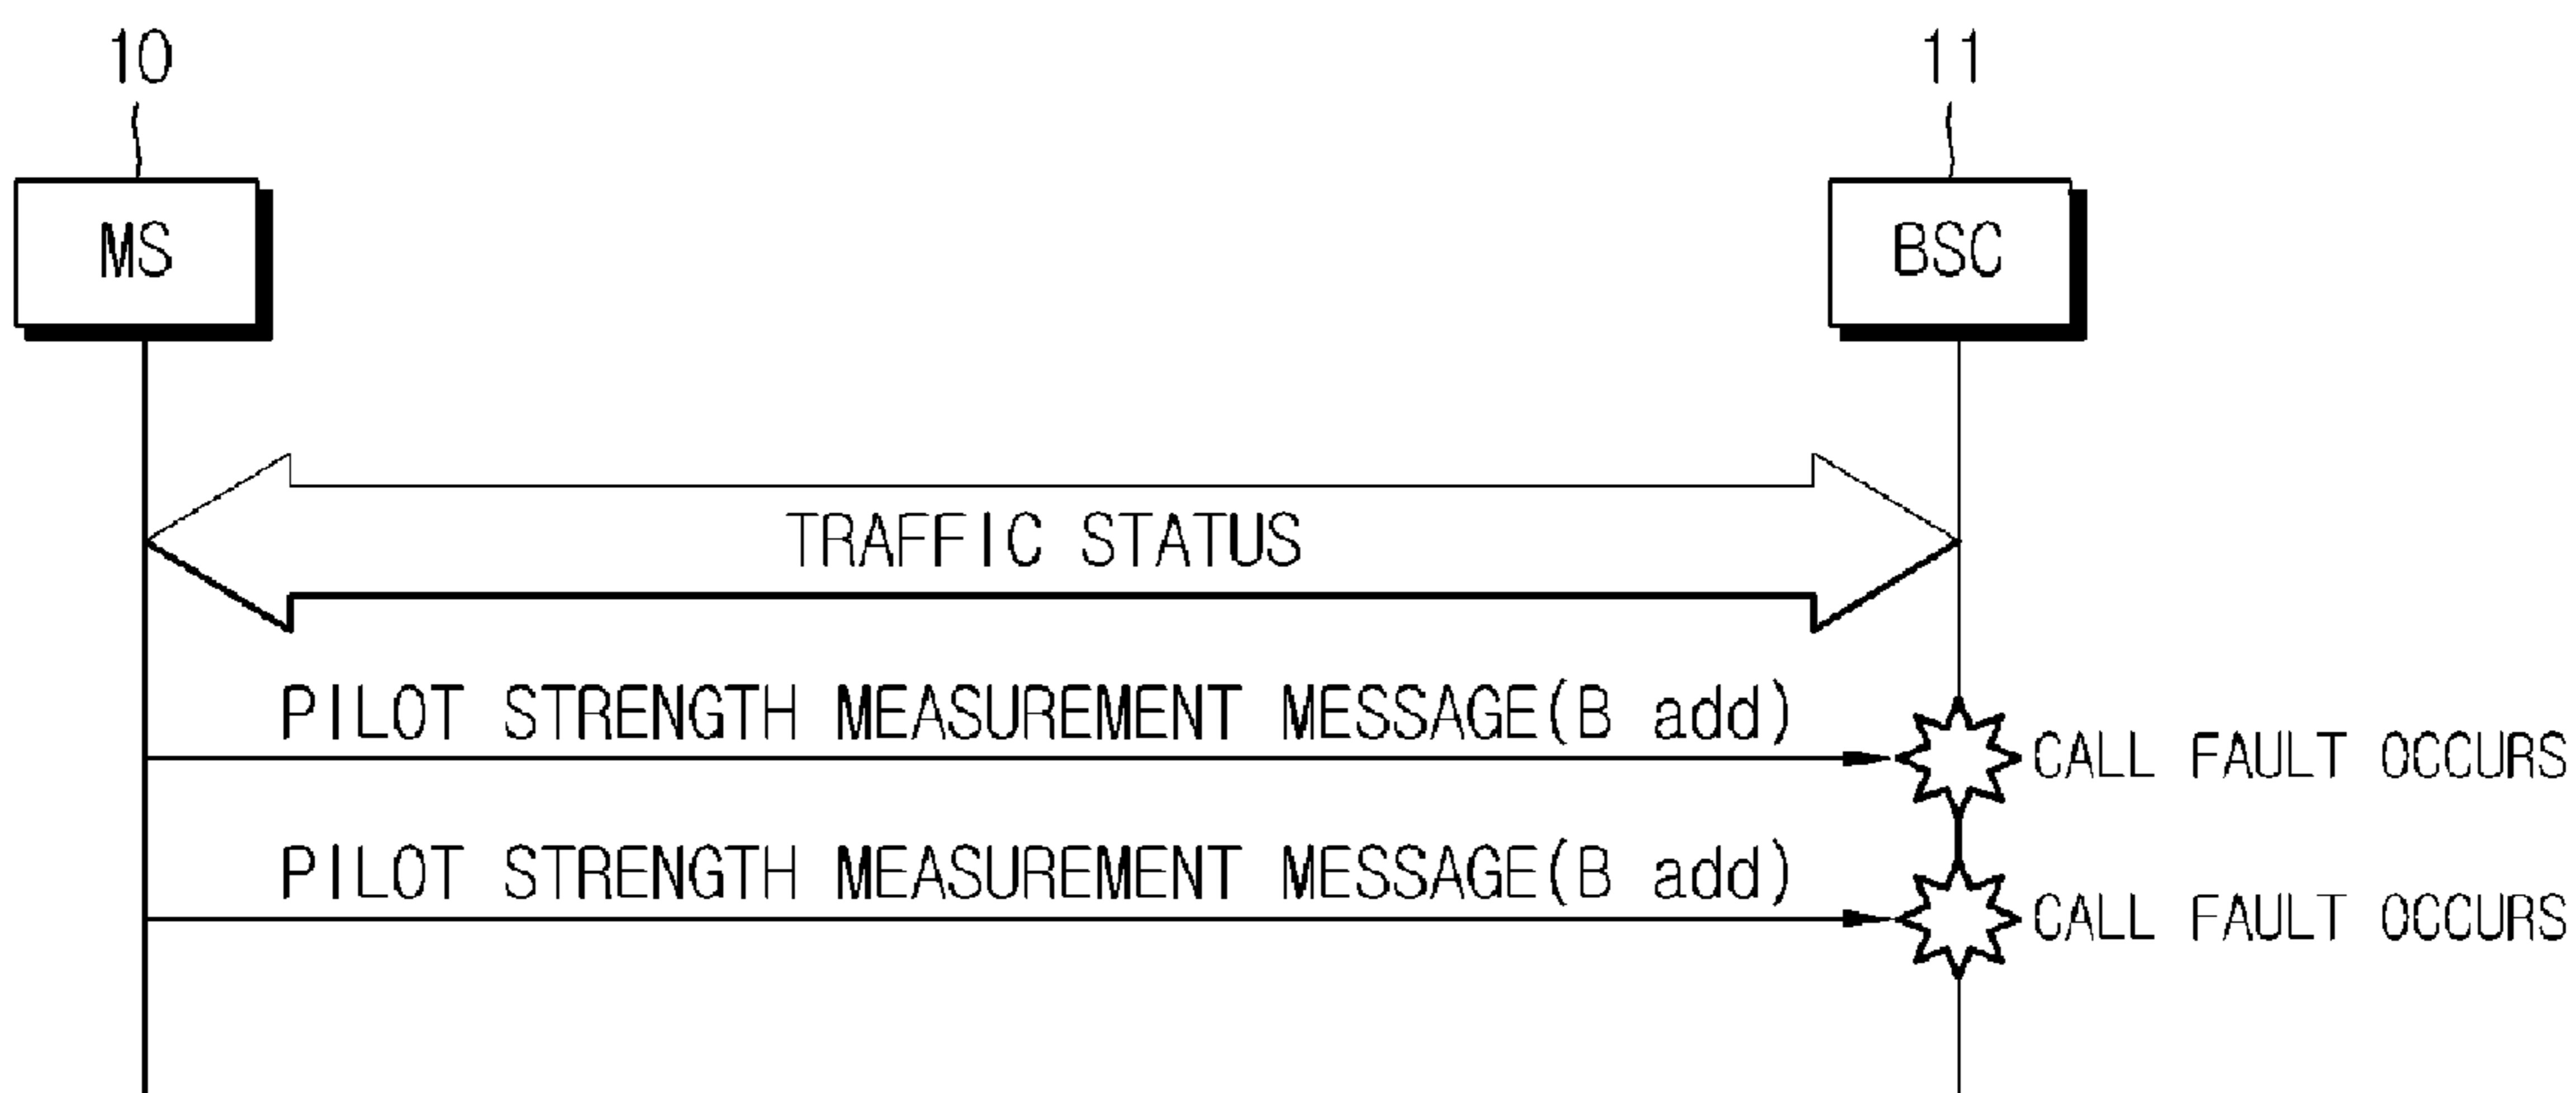 10
11
MS
BSC
TRAFFIC STATUS
PILOT STRENGTH MEASUREMENT MESSAGE(B add)
CALL FAULT OCCURS
PILOT STRENGTH MEASUREMENT MESSAGE(B add)
CALL FAULT OCCURS